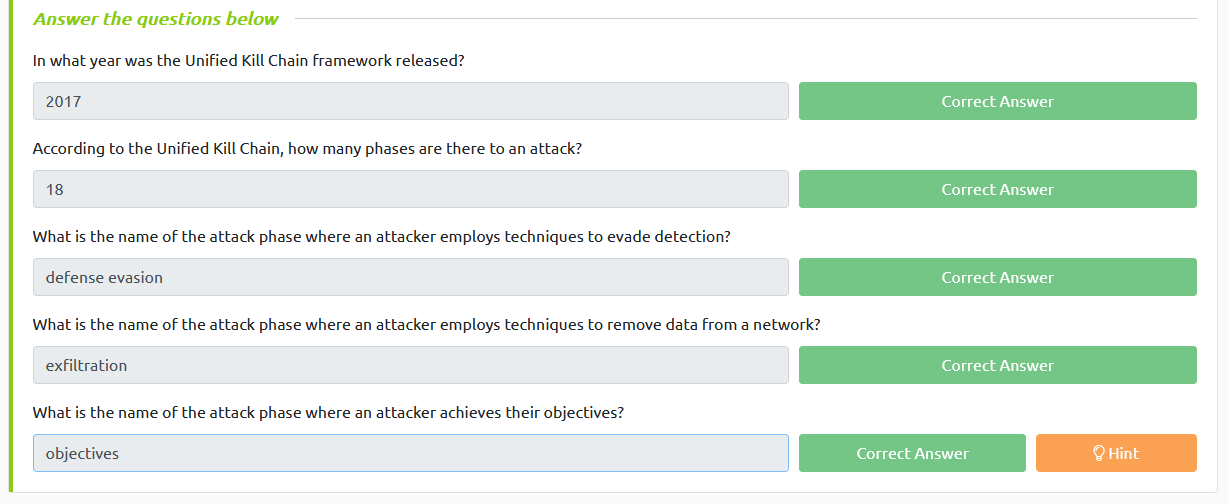 Answer the questions below
In what year was the Unified Kill Chain framework released?
2017 Correct Answer
According to the Unified Kill Chain, how many phases are there to an attack?
18 Correct Answer
What is the name of the attack phase where an attacker employs techniques to evade detection?
defense evasion Correct Answer
What is the name of the attack phase where an attacker employs techniques to remove data from a network?
exfiltration Correct Answer
What is the name of the attack phase where an attacker achieves their objectives?
objectives Correct Answer Hint